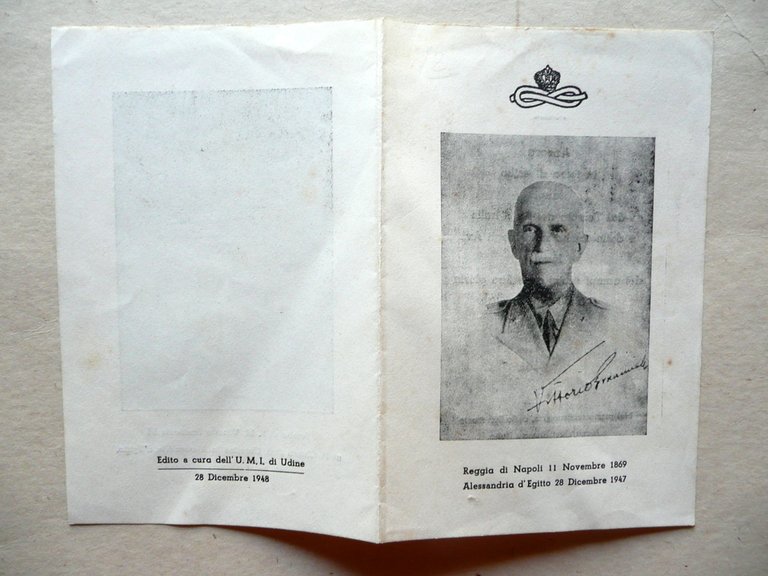 Edito a cura dell' U. M. I. di Udine
28 Dicembre 1948
Vittorio Emanuele
Reggia di Napoli 11 Novembre 1869
Alessandria d'Egitto 28 Dicembre 1947